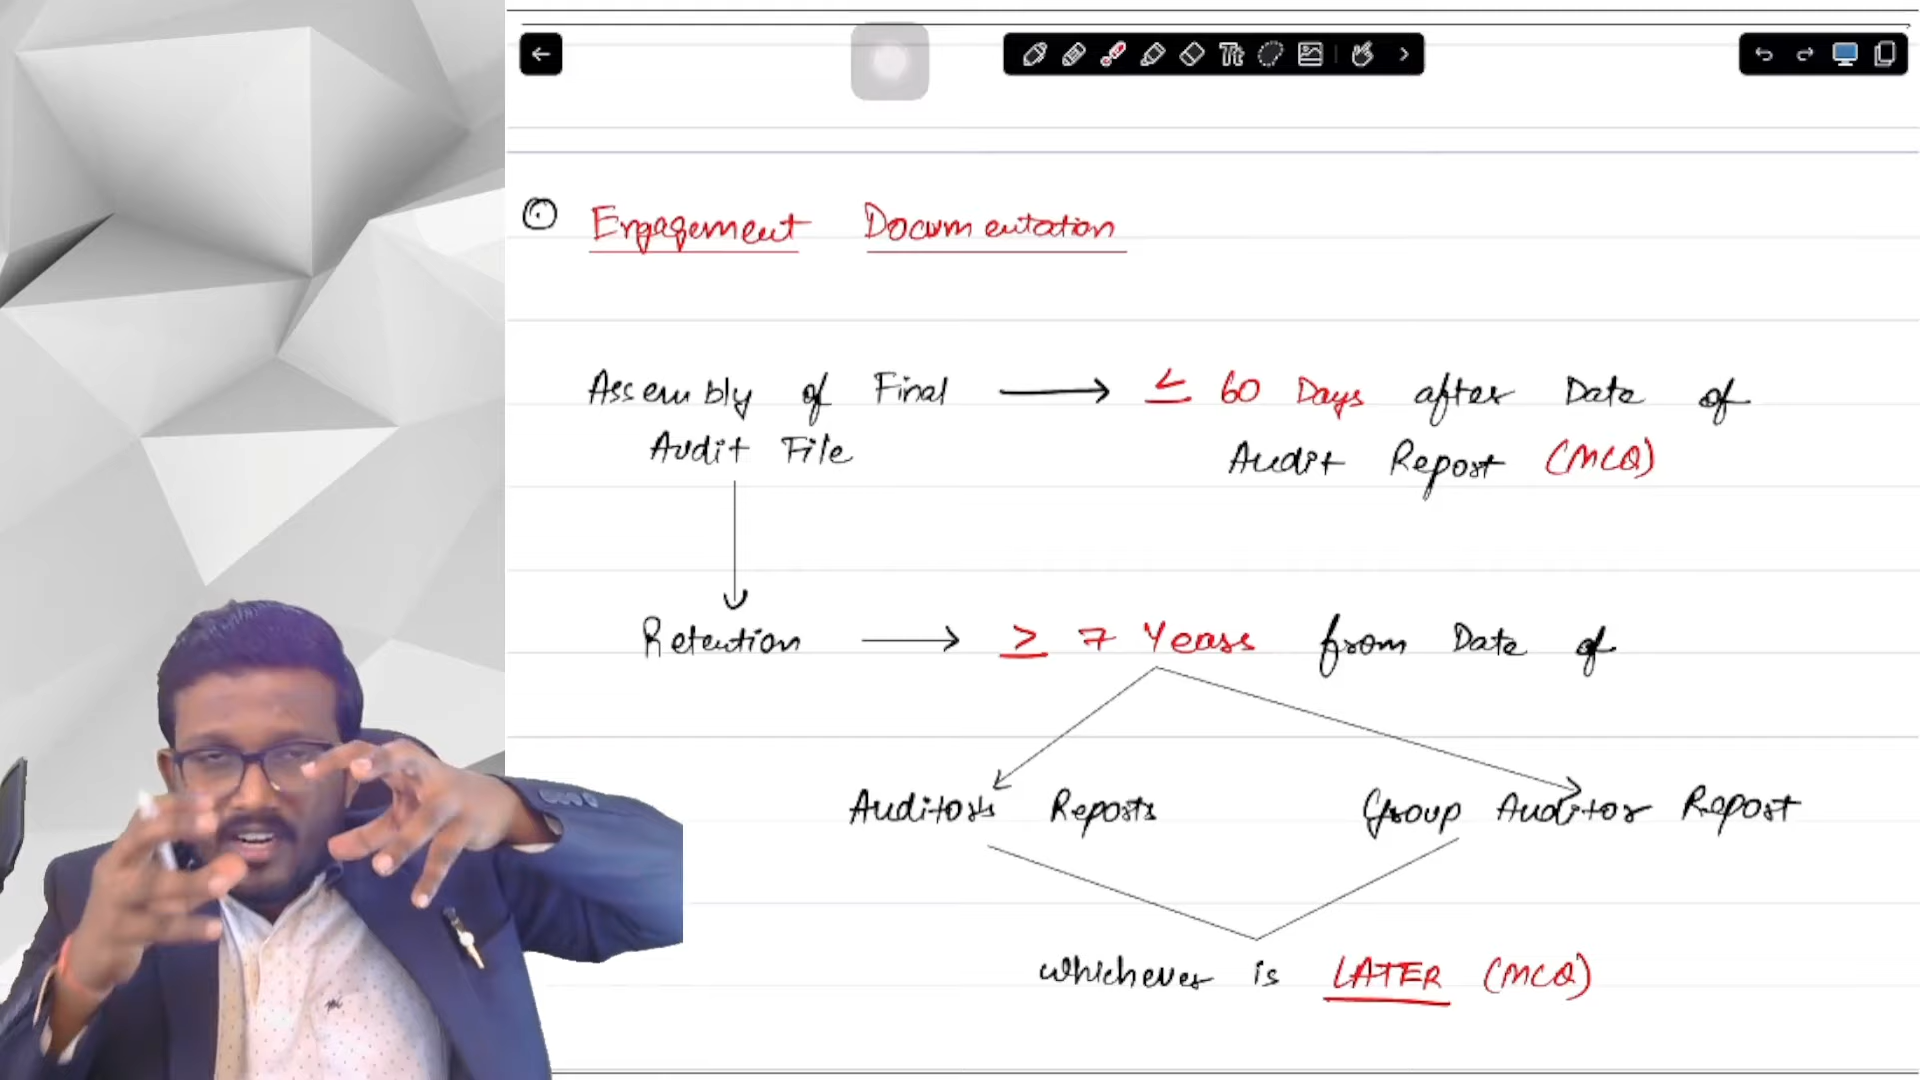 Engagement Documentation
Assembly of Final → ≤ 60 Days after Date of
Audit File Audit Report (MCQ)
Retention → ≥ 7 Years from Date of
Auditors Reports Group Auditor Report
whichever is LATER (MCQ)